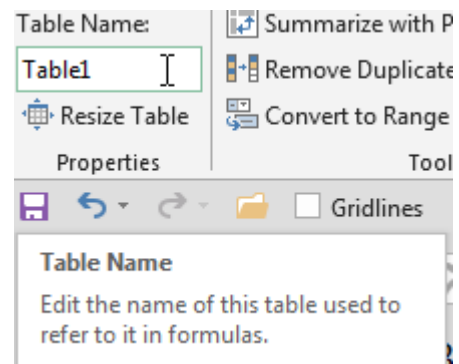 Table Name:
Summarize with P
Table1
Remove Duplicate
Resize Table
Convert to Range
Properties
Tool
Gridlines
Table Name
Edit the name of this table used to
refer to it in formulas.